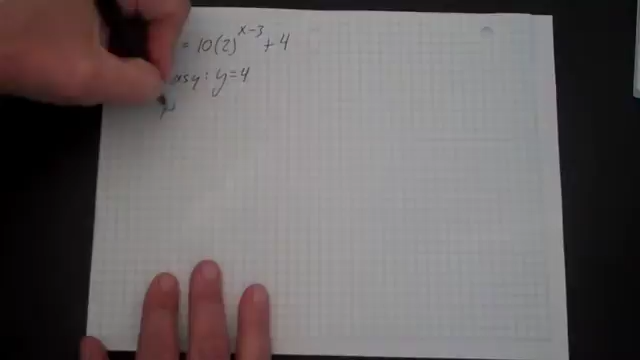 = 10(2)^{x-3} + 4
asy: y = 4